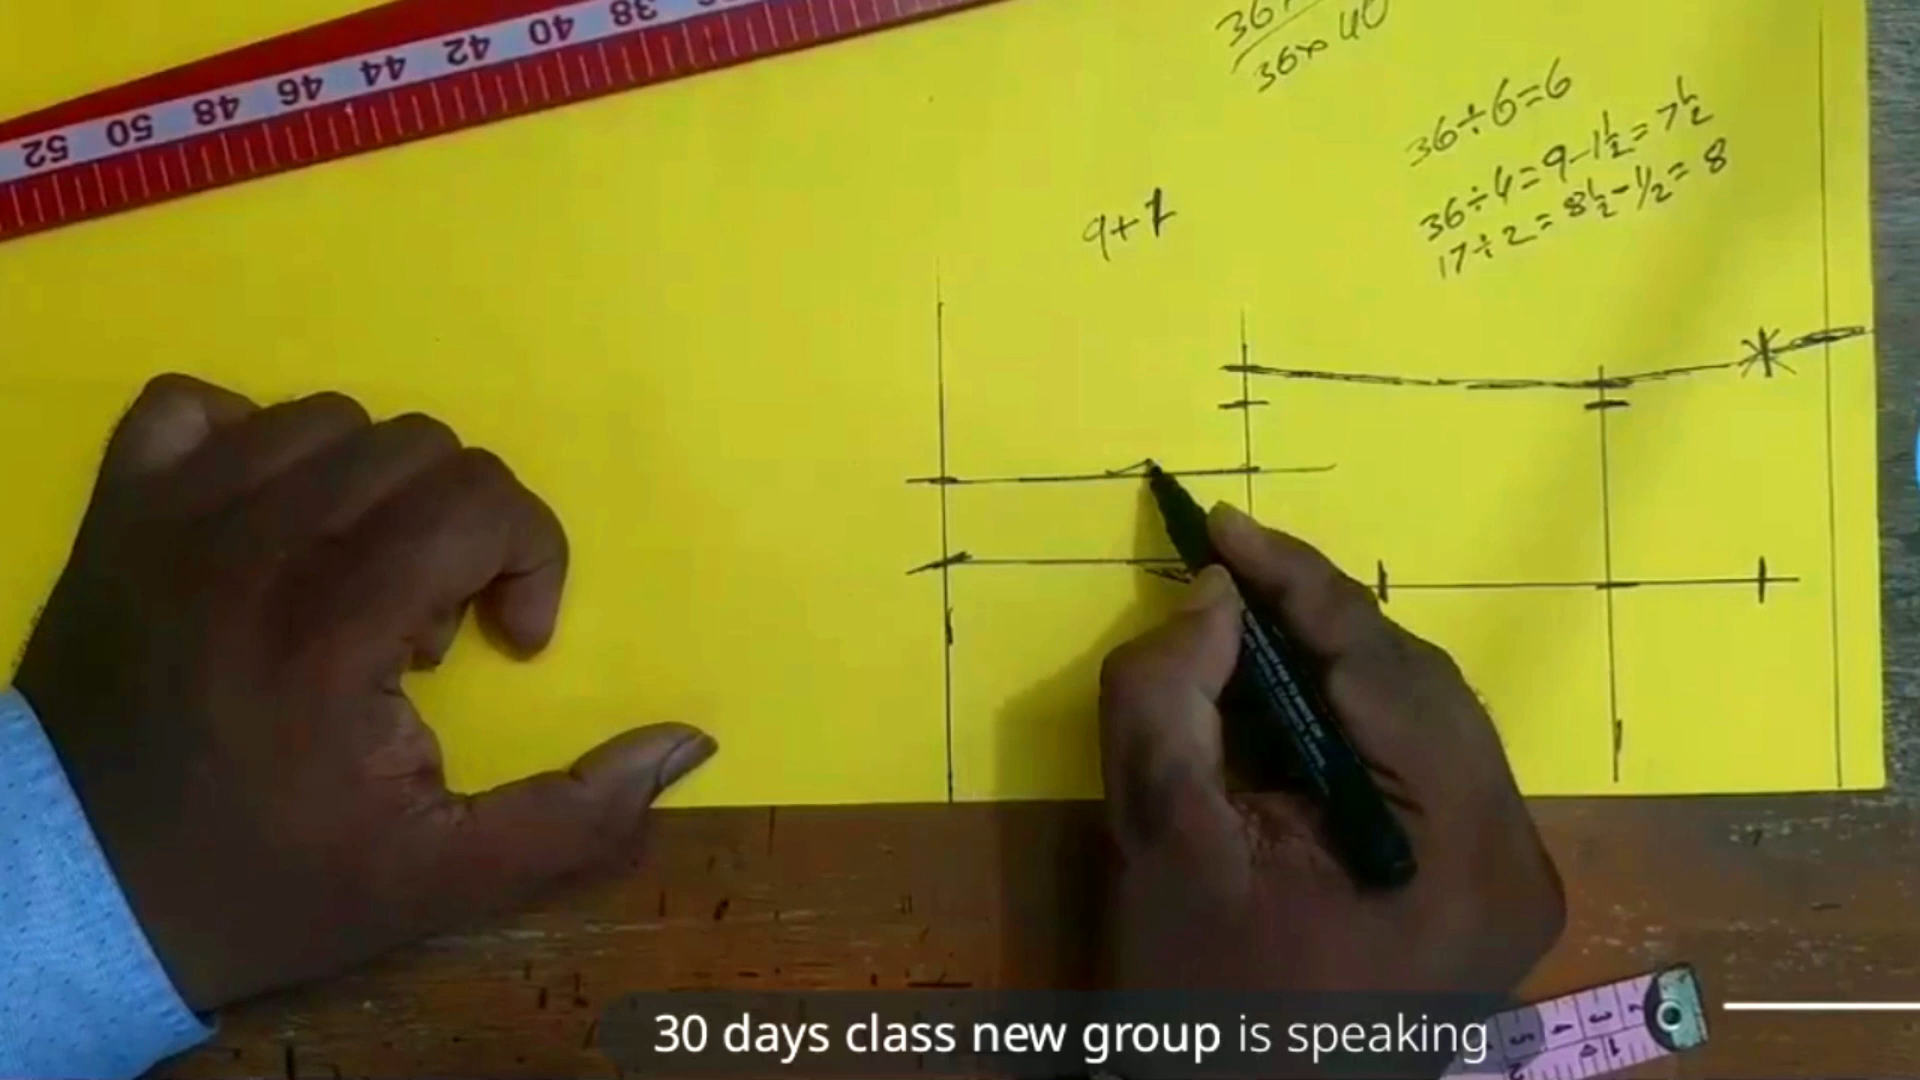 52 50 48 46 44 42 40 38
36×40
36÷6=6
36÷4=9-1½=7½
17÷2=8½-½=8
9+1
30 days class new group is speaking